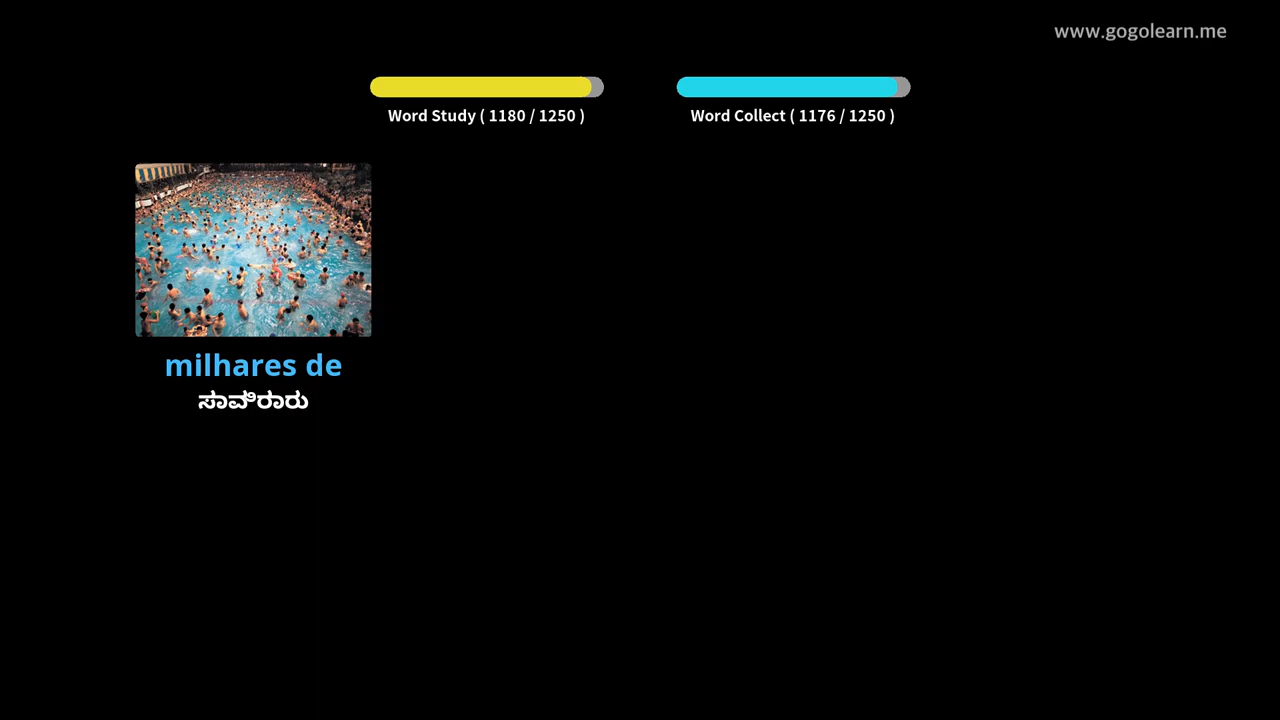 www.gogolearn.me
Word Study ( 1180 / 1250 )
Word Collect ( 1176 / 1250 )
milhares de
ಸಾವಿರಾರು